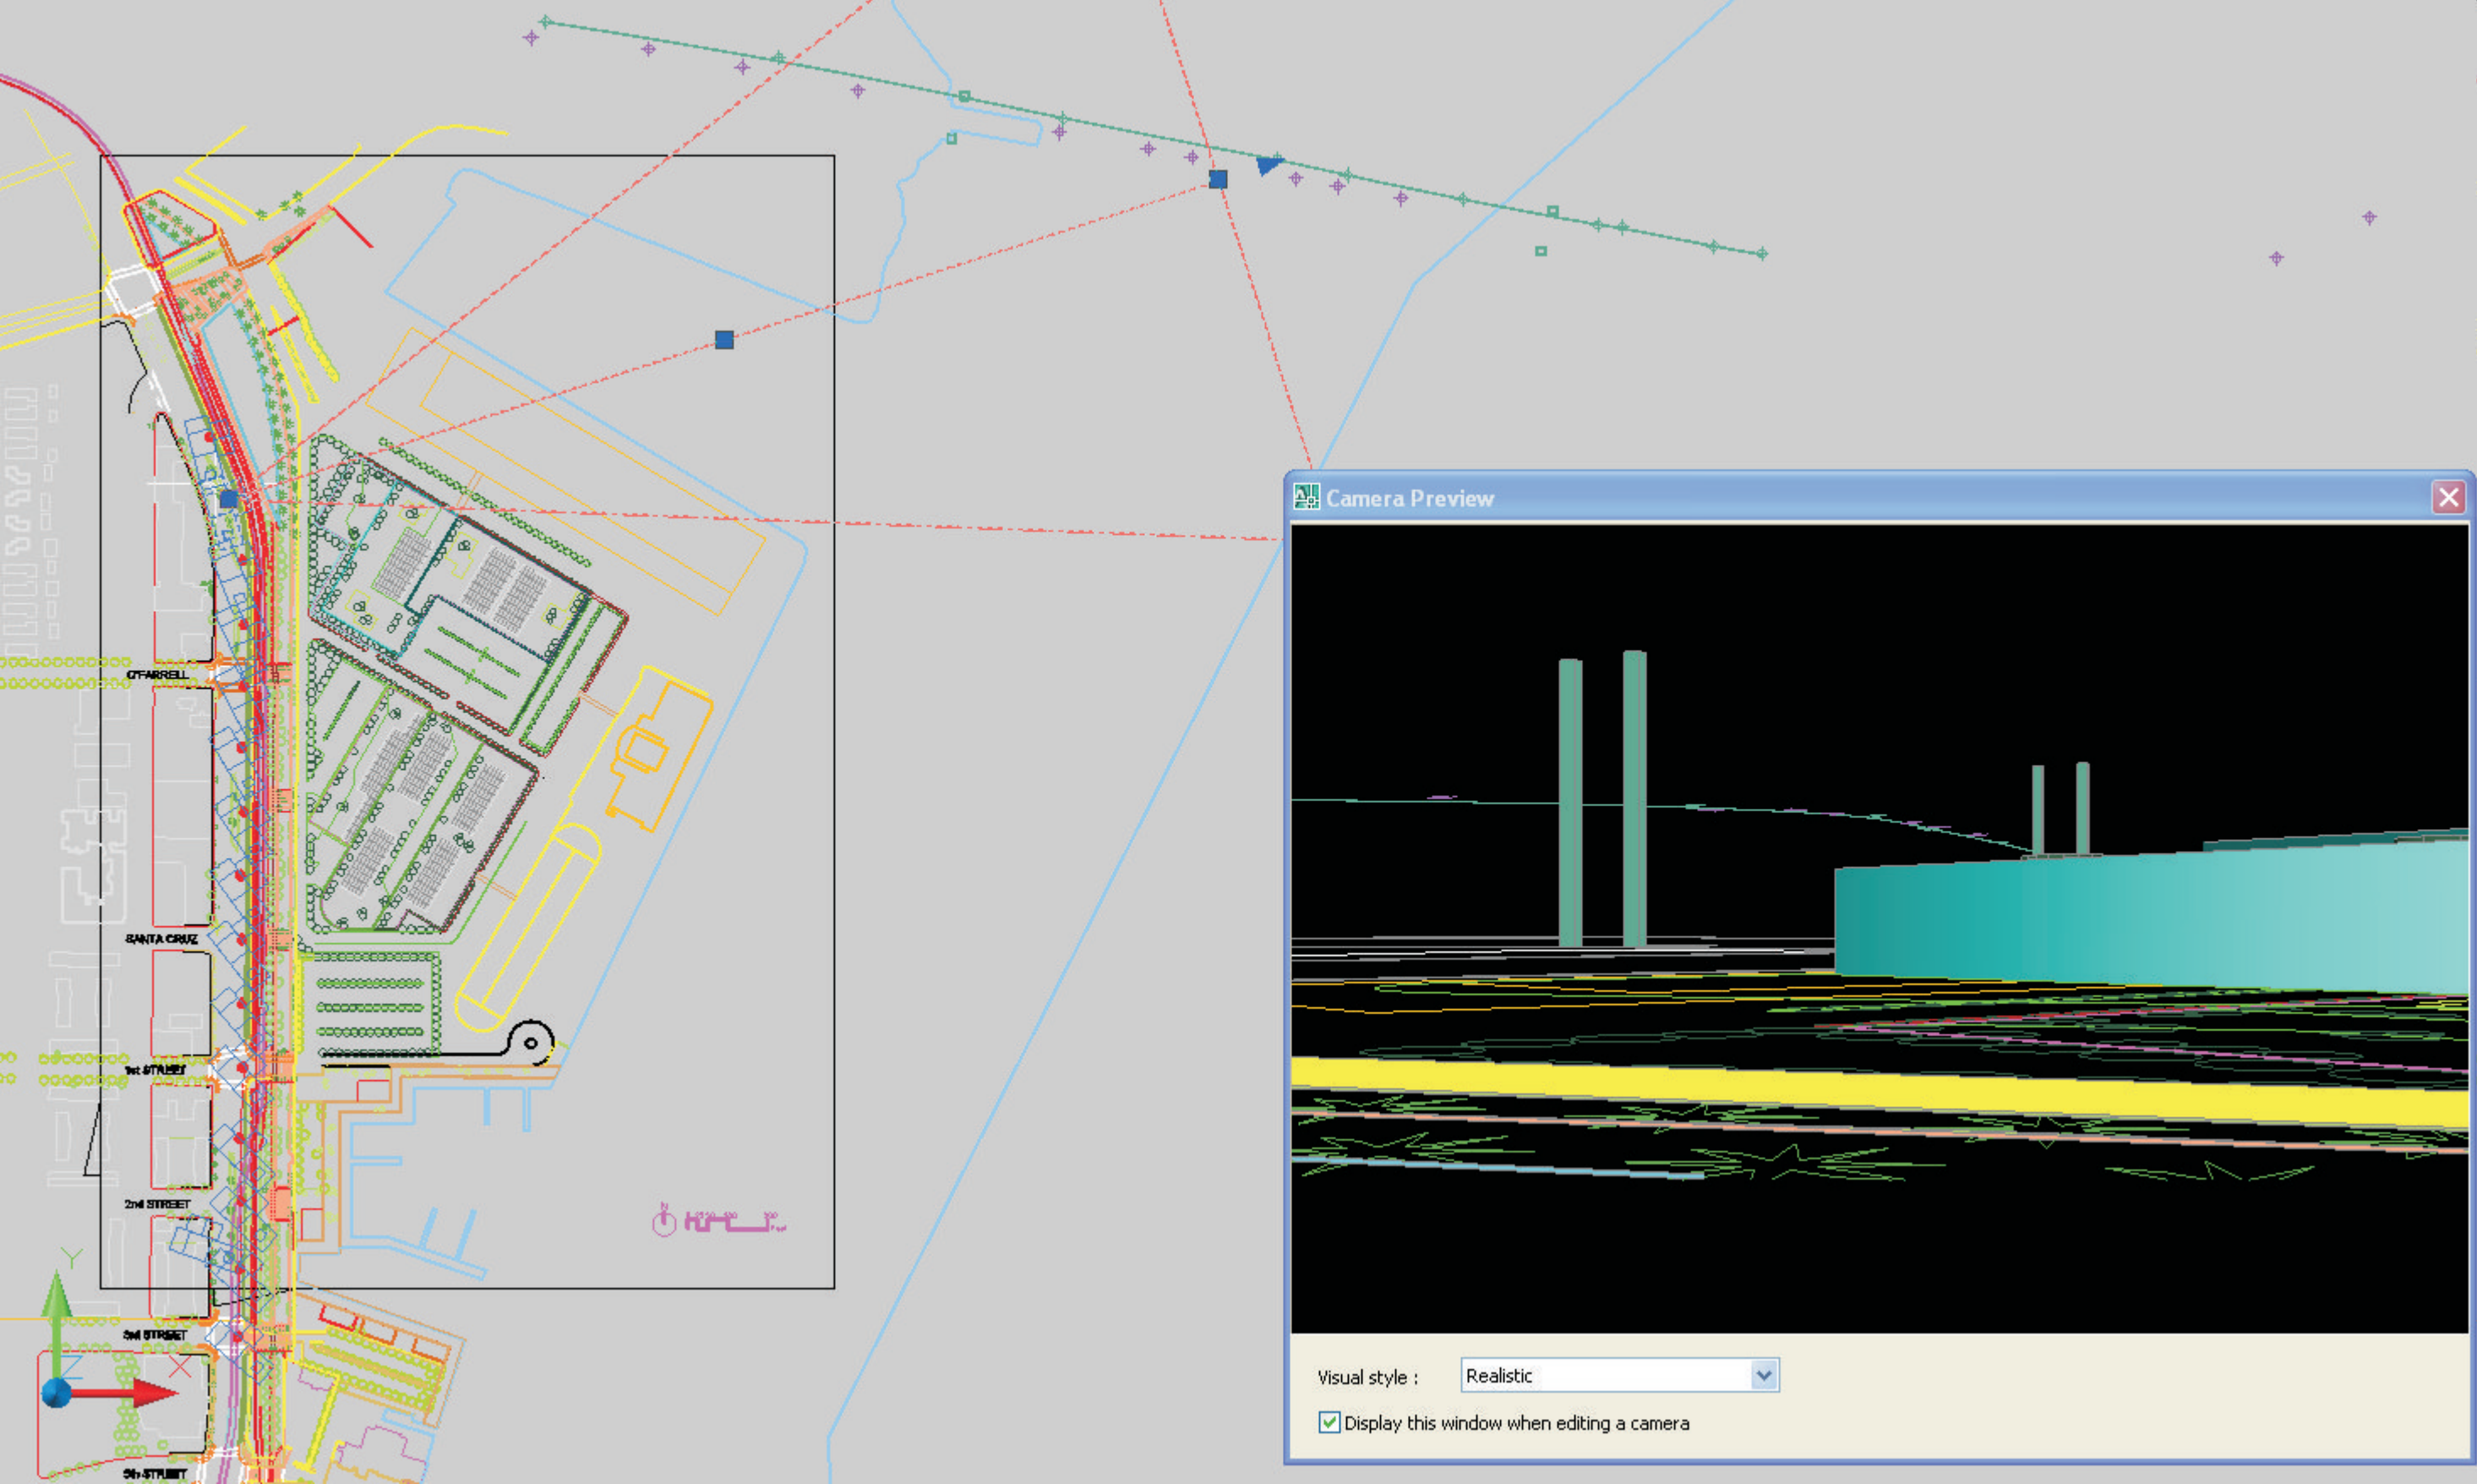 Camera Preview
O'FARRELL
SANTA CRUZ
1st STREET
2nd STREET
N
Y
3rd STREET
Z
X
5th STREET
Visual style :
Realistic
Display this window when editing a camera